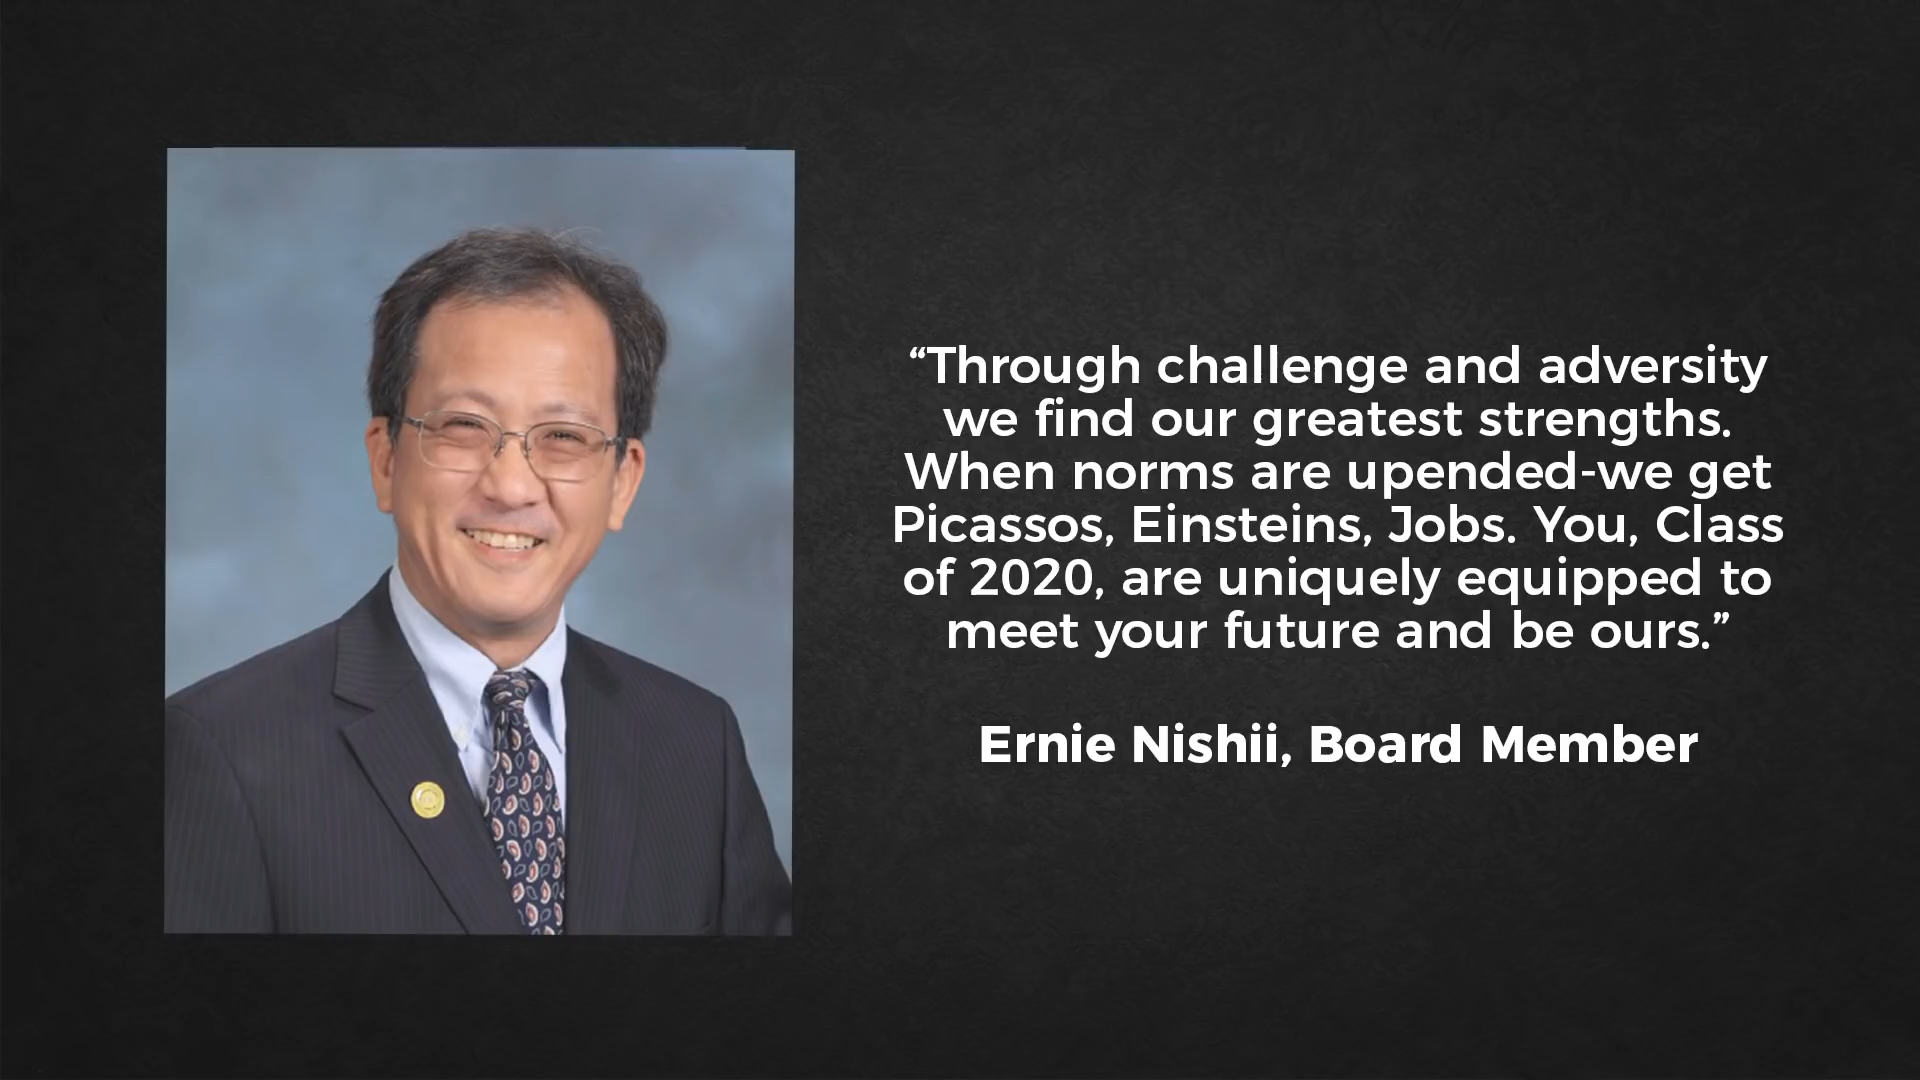 “Through challenge and adversity
we find our greatest strengths.
When norms are upended-we get
Picassos, Einsteins, Jobs. You, Class
of 2020, are uniquely equipped to
meet your future and be ours.”
Ernie Nishii, Board Member